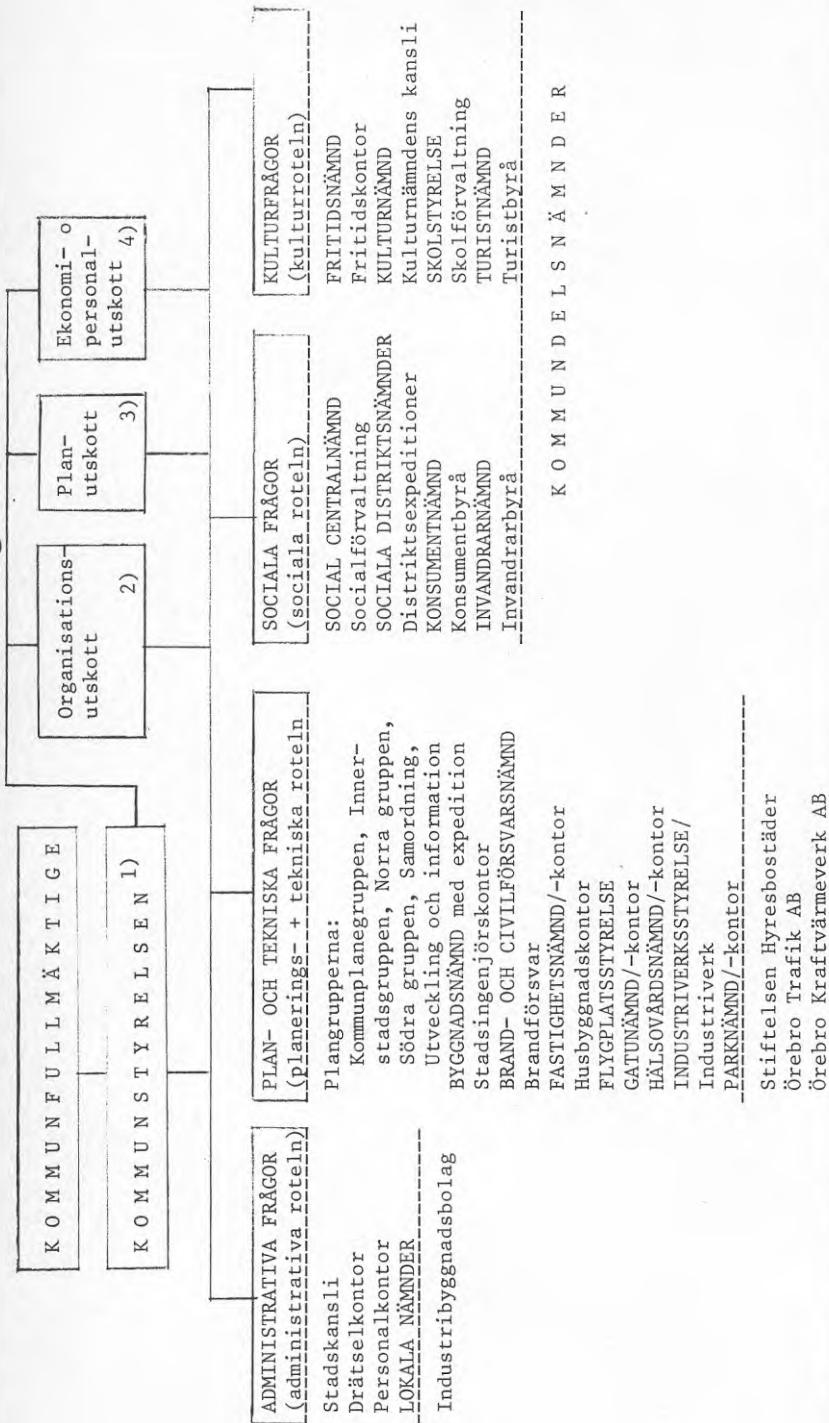 K O M M U N F U L L M Ä K T I G E
K O M M U N S T Y R E L S E N 1)
Organisations-
utskott
2)
Plan-
utskott
3)
Ekonomi- o
personal-
utskott 4)
ADMINISTRATIVA FRÅGOR
(administrativa roteln)
Stadskansli
Drätselkontor
Personalkontor
LOKALA NÄMNDER
Industribyggnadsbolag
PLAN- OCH TEKNISKA FRÅGOR
(planerings- + tekniska roteln)
Plangrupperna:
Kommunplanegruppen, Inner-
stadsgruppen, Norra gruppen,
Södra gruppen, Samordning,
Utveckling och information
BYGGNADSNÄMND med expedition
Stadsingenjörskontor
BRAND- OCH CIVILFÖRSVARSNÄMND
Brandförsvar
FASTIGHETSNÄMND/-kontor
Husbyggnadskontor
FLYGPLATSSTYRELSE
GATUNÄMND/-kontor
HÄLSOVÅRDSNÄMND/-kontor
INDUSTRIVERKSSTYRELSE/
Industriverk
PARKNÄMND/-kontor
Stiftelsen Hyresbostäder
Örebro Trafik AB
Örebro Kraftvärmeverk AB
SOCIALA FRÅGOR
(sociala roteln)
SOCIAL CENTRALNÄMND
Socialförvaltning
SOCIALA DISTRIKTSNÄMNDER
Distriktsexpeditioner
KONSUMENTNÄMND
Konsumentbyrå
INVANDRARNÄMND
Invandrarbyrå
KULTURFRÅGOR
(kulturroteln)
FRITIDSNÄMND
Fritidskontor
KULTURNÄMND
Kulturnämndens kansli
SKOLSTYRELSE
Skolförvaltning
TURISTNÄMND
Turistbyrå
K O M M U N D E L S N Ä M N D E R